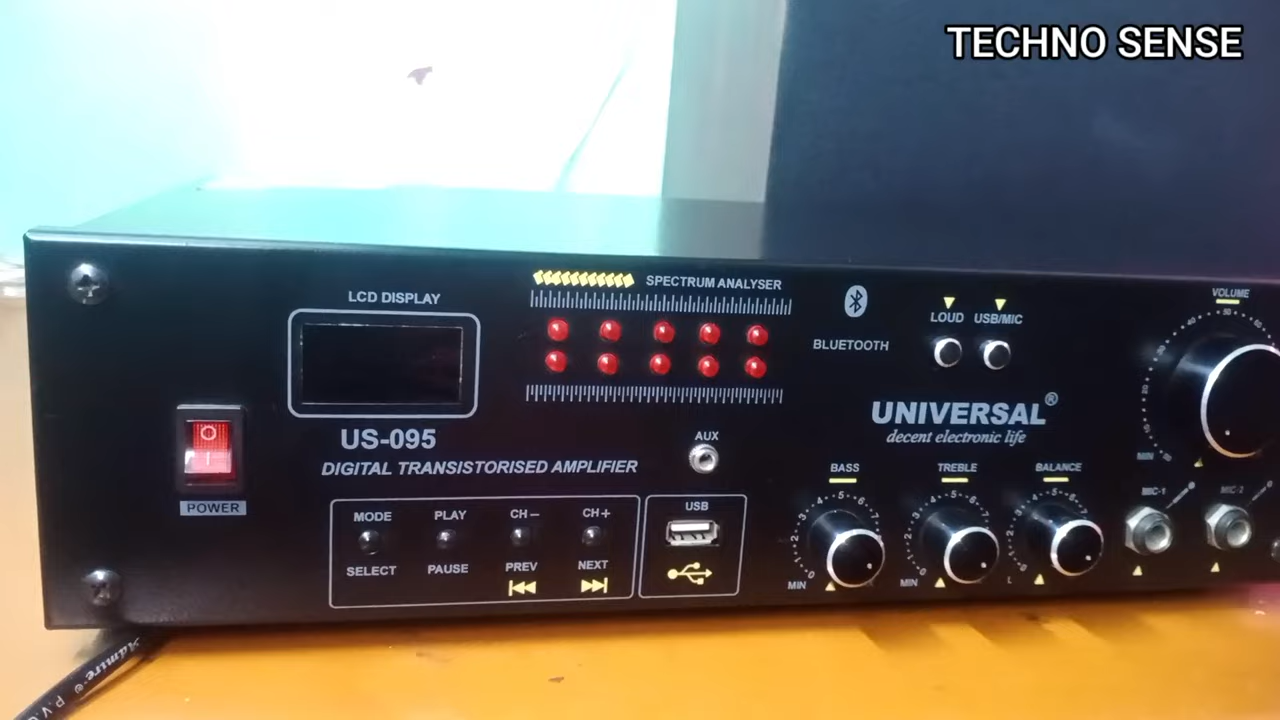 TECHNO SENSE
LCD DISPLAY
SPECTRUM ANALYSER
BLUETOOTH
LOUD
USB/MIC
VOLUME
US-095
DIGITAL TRANSISTORISED AMPLIFIER
UNIVERSAL®
decent electronic life
AUX
POWER
MODE
PLAY
CH−
CH+
SELECT
PAUSE
PREV
NEXT
USB
BASS
TREBLE
BALANCE
MIN
MIN
L
MIN
MIC-1
MIC-2
Admire® P.V.